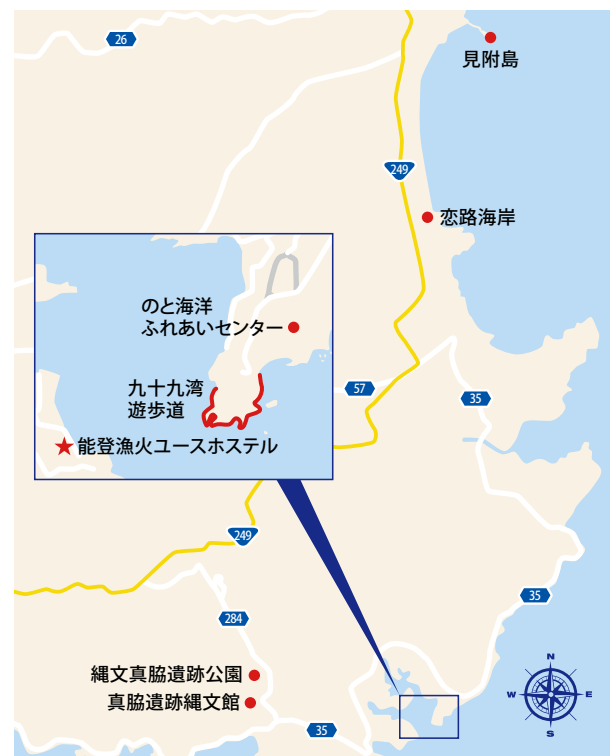 26
見附島
249
恋路海岸
のと海洋
ふれあいセンター
九十九湾
遊歩道
57
35
能登漁火ユースホステル
249
284
35
縄文真脇遺跡公園
真脇遺跡縄文館
35
N
W
E
S